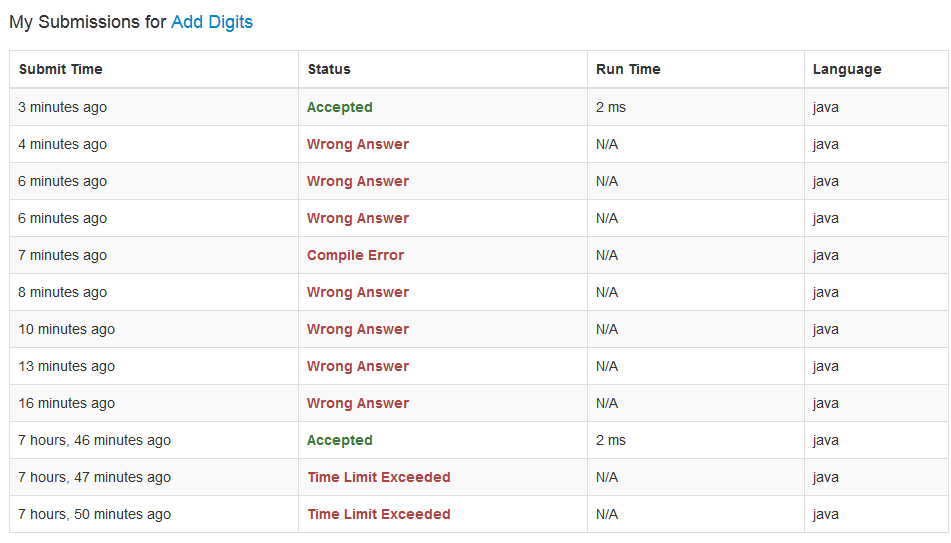 My Submissions for Add Digits
Submit Time Status Run Time Language
3 minutes ago Accepted 2 ms java
4 minutes ago Wrong Answer N/A java
6 minutes ago Wrong Answer N/A java
6 minutes ago Wrong Answer N/A java
7 minutes ago Compile Error N/A java
8 minutes ago Wrong Answer N/A java
10 minutes ago Wrong Answer N/A java
13 minutes ago Wrong Answer N/A java
16 minutes ago Wrong Answer N/A java
7 hours, 46 minutes ago Accepted 2 ms java
7 hours, 47 minutes ago Time Limit Exceeded N/A java
7 hours, 50 minutes ago Time Limit Exceeded N/A java